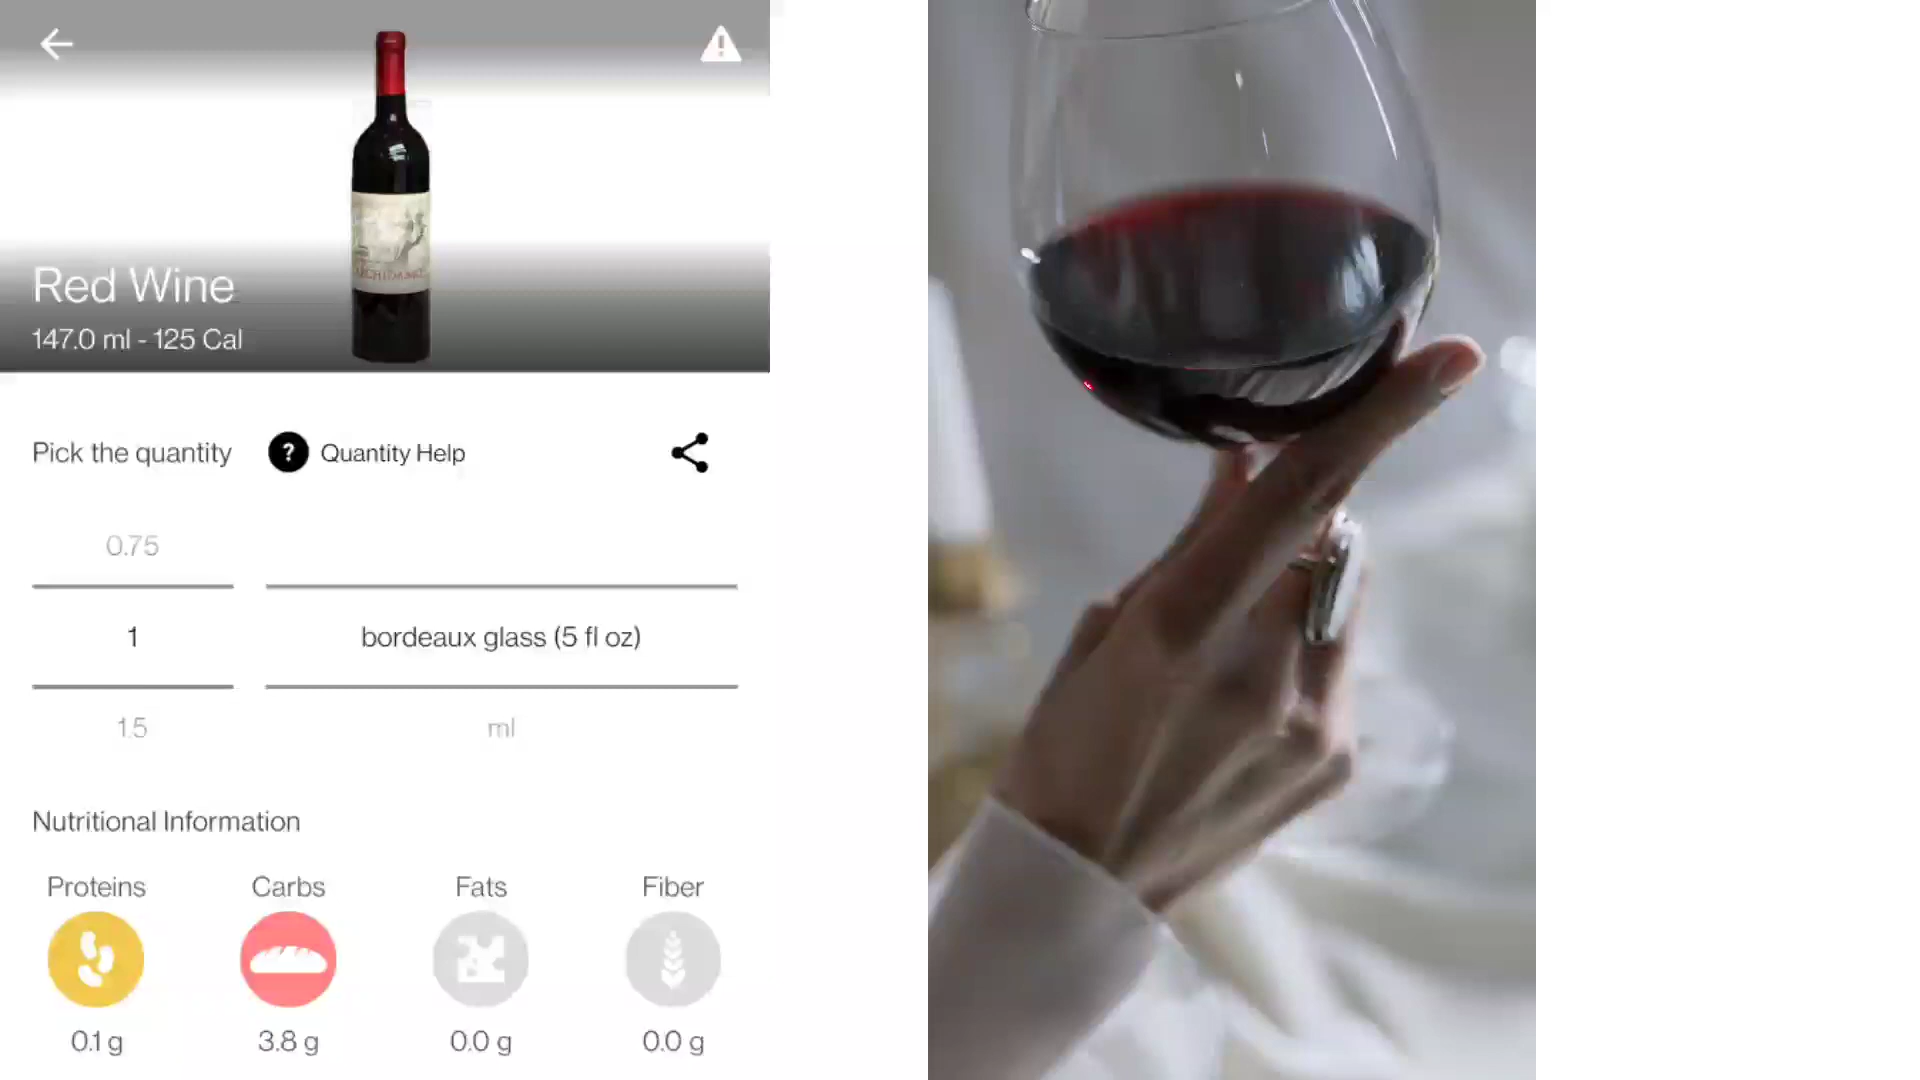 Red Wine
147.0 ml - 125 Cal
Pick the quantity
? Quantity Help
0.75
1 bordeaux glass (5 fl oz)
1.5 ml
Nutritional Information
Proteins Carbs Fats Fiber
0.1 g 3.8 g 0.0 g 0.0 g